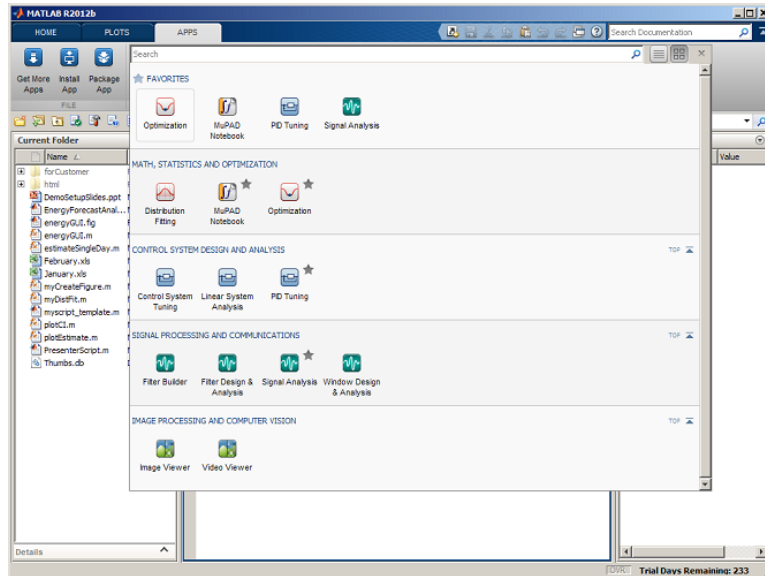 MATLAB R2012b
HOME PLOTS APPS
Search Documentation
Get More Apps
Install App
Package App
FILE
Search
FAVORITES
Optimization
MuPAD Notebook
PID Tuning
Signal Analysis
Current Folder
Name
Value
forCustomer
html
DemoSetupSlides.ppt
EnergyForecastAnal...
energyGUI.fig
energyGUI.m
estimateSingleDay.m
February.xls
January.xls
myCreateFigure.m
myDistFit.m
myscript_template.m
plotCI.m
plotEstimate.m
PresenterScript.m
Thumbs.db
MATH, STATISTICS AND OPTIMIZATION
Distribution Fitting
MuPAD Notebook
Optimization
CONTROL SYSTEM DESIGN AND ANALYSIS
TOP
Control System Tuning
Linear System Analysis
PID Tuning
SIGNAL PROCESSING AND COMMUNICATIONS
TOP
Filter Builder
Filter Design & Analysis
Signal Analysis
Window Design & Analysis
IMAGE PROCESSING AND COMPUTER VISION
TOP
Image Viewer
Video Viewer
Details
OVR
Trial Days Remaining: 233